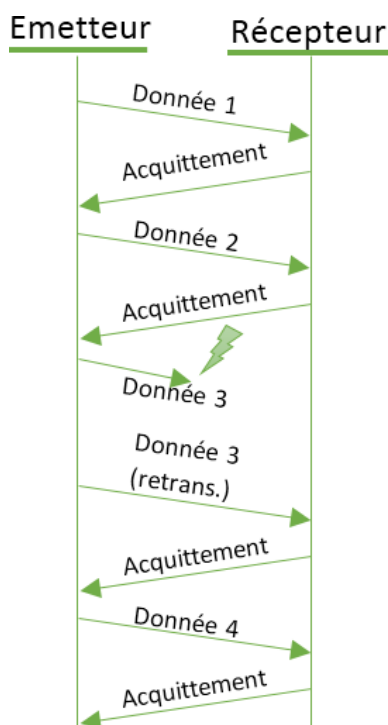 Emetteur
Récepteur
Donnée 1
Acquittement
Donnée 2
Acquittement
Donnée 3
Donnée 3
(retrans.)
Acquittement
Donnée 4
Acquittement